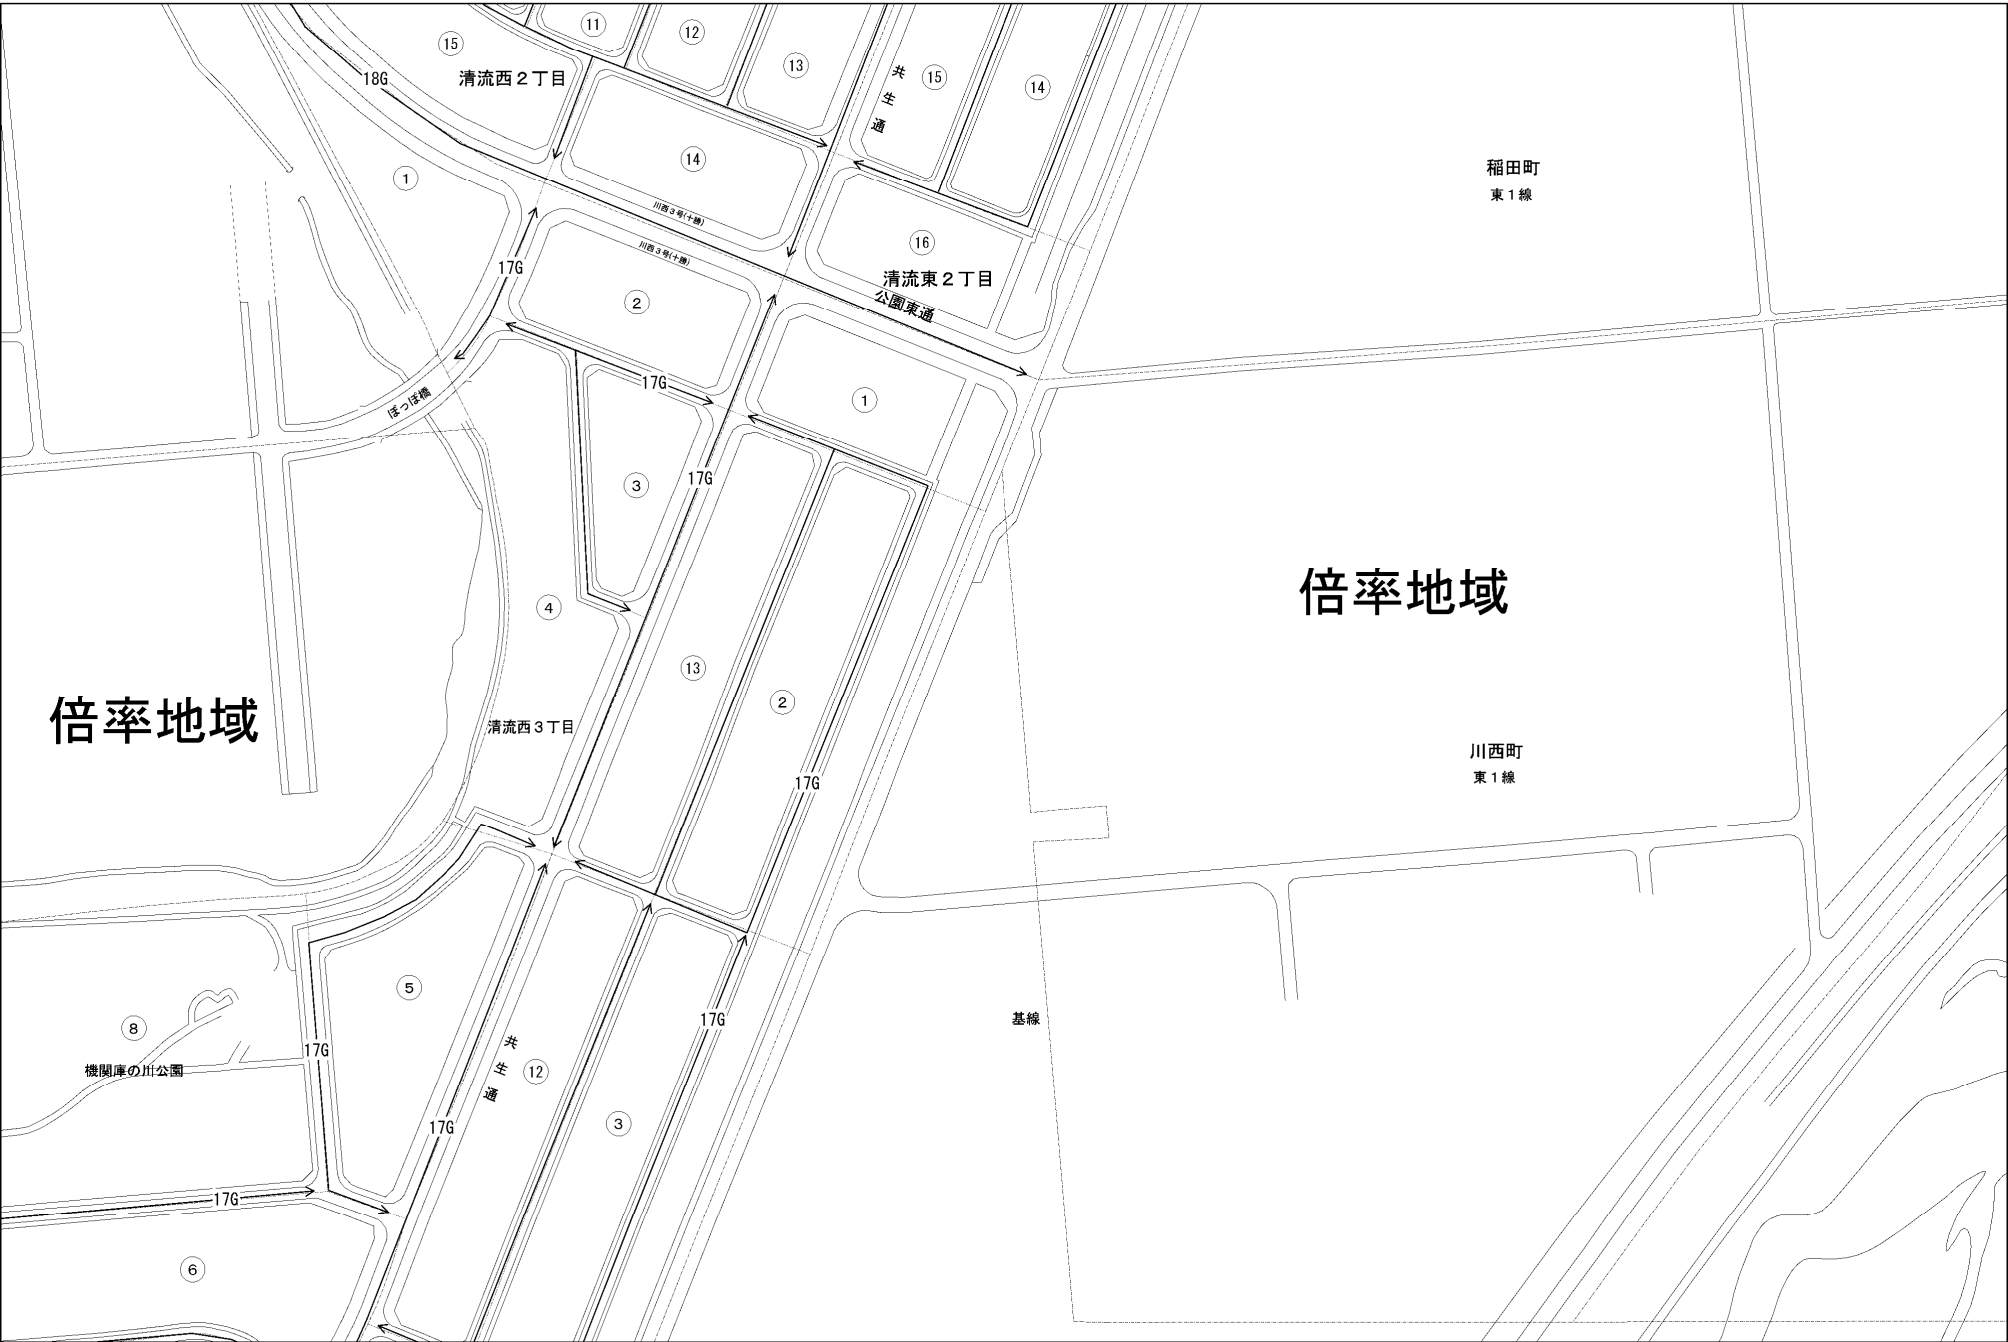 ⑪
⑫
⑮
清流西２丁目
18G
⑬
共生通
⑮
⑭
⑭
①
稲田町
東１線
川西３号(十勝)
川西３号(十勝)
⑯
清流東２丁目
公園東通
17G
②
17G
①
ぽっぽ橋
③
17G
④
倍率地域
⑬
②
倍率地域
清流西３丁目
川西町
東１線
17G
⑤
⑧
機関庫の川公園
17G
共生通
⑫
17G
基線
③
17G
17G
⑥